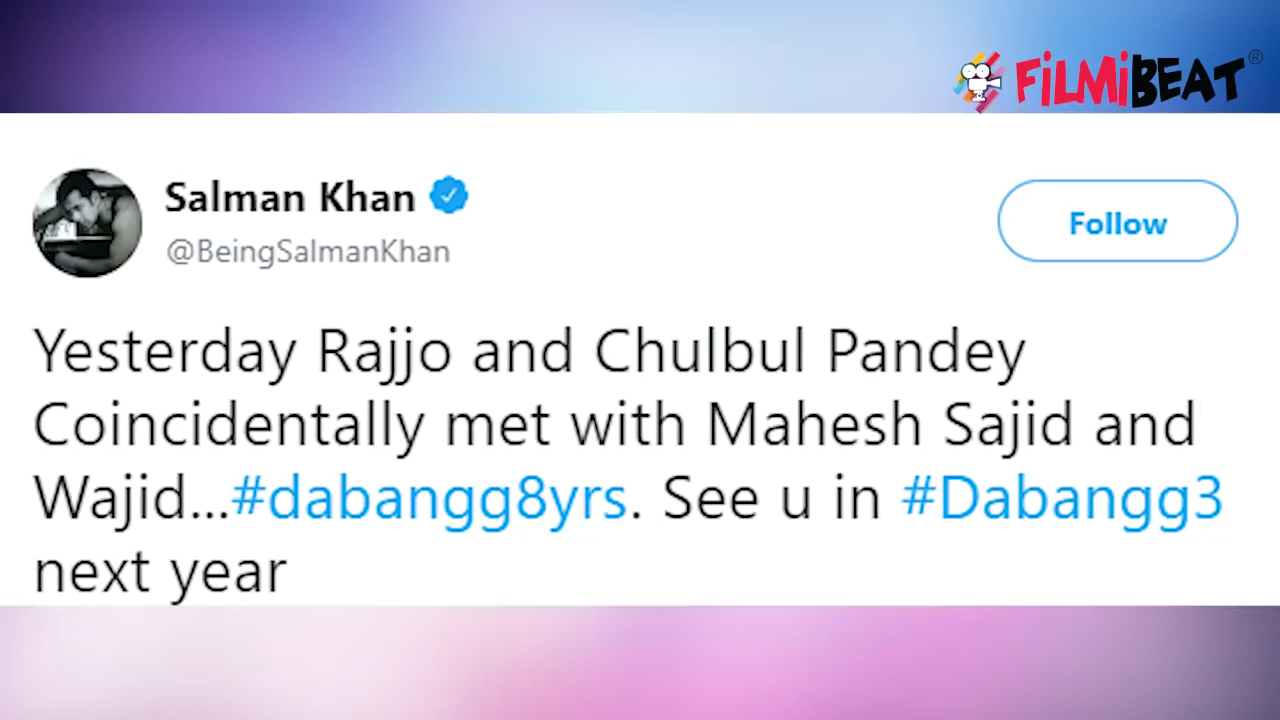 FiLMiBEAT®
Salman Khan
@BeingSalmanKhan
Follow
Yesterday Rajjo and Chulbul Pandey
Coincidentally met with Mahesh Sajid and
Wajid...#dabangg8yrs. See u in #Dabangg3
next year